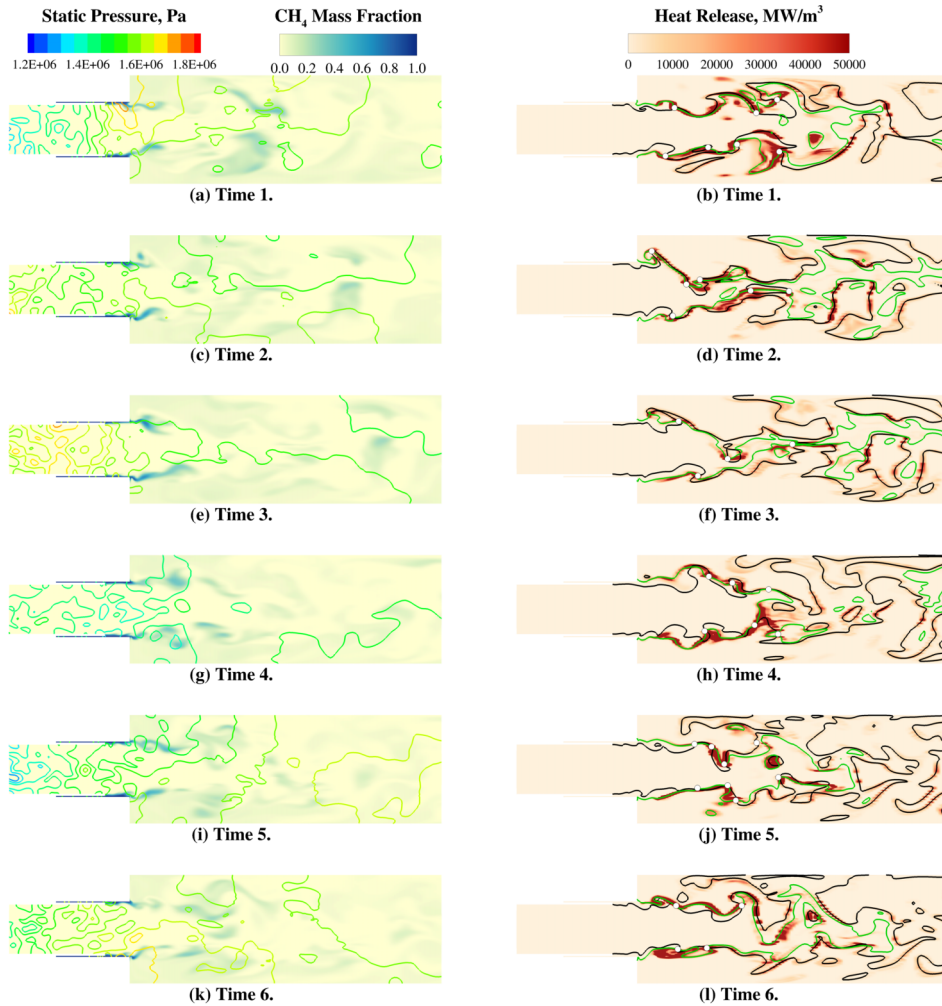 Static Pressure, Pa
CH₄ Mass Fraction
Heat Release, MW/m³
1.2E+06 1.4E+06 1.6E+06 1.8E+06
0.0 0.2 0.4 0.6 0.8 1.0
10000 20000 30000 40000 50000
(a) Time 1.
(b) Time 1.
(c) Time 2.
(d) Time 2.
(e) Time 3.
(f) Time 3.
(g) Time 4.
(h) Time 4.
(i) Time 5.
(j) Time 5.
(k) Time 6.
(l) Time 6.